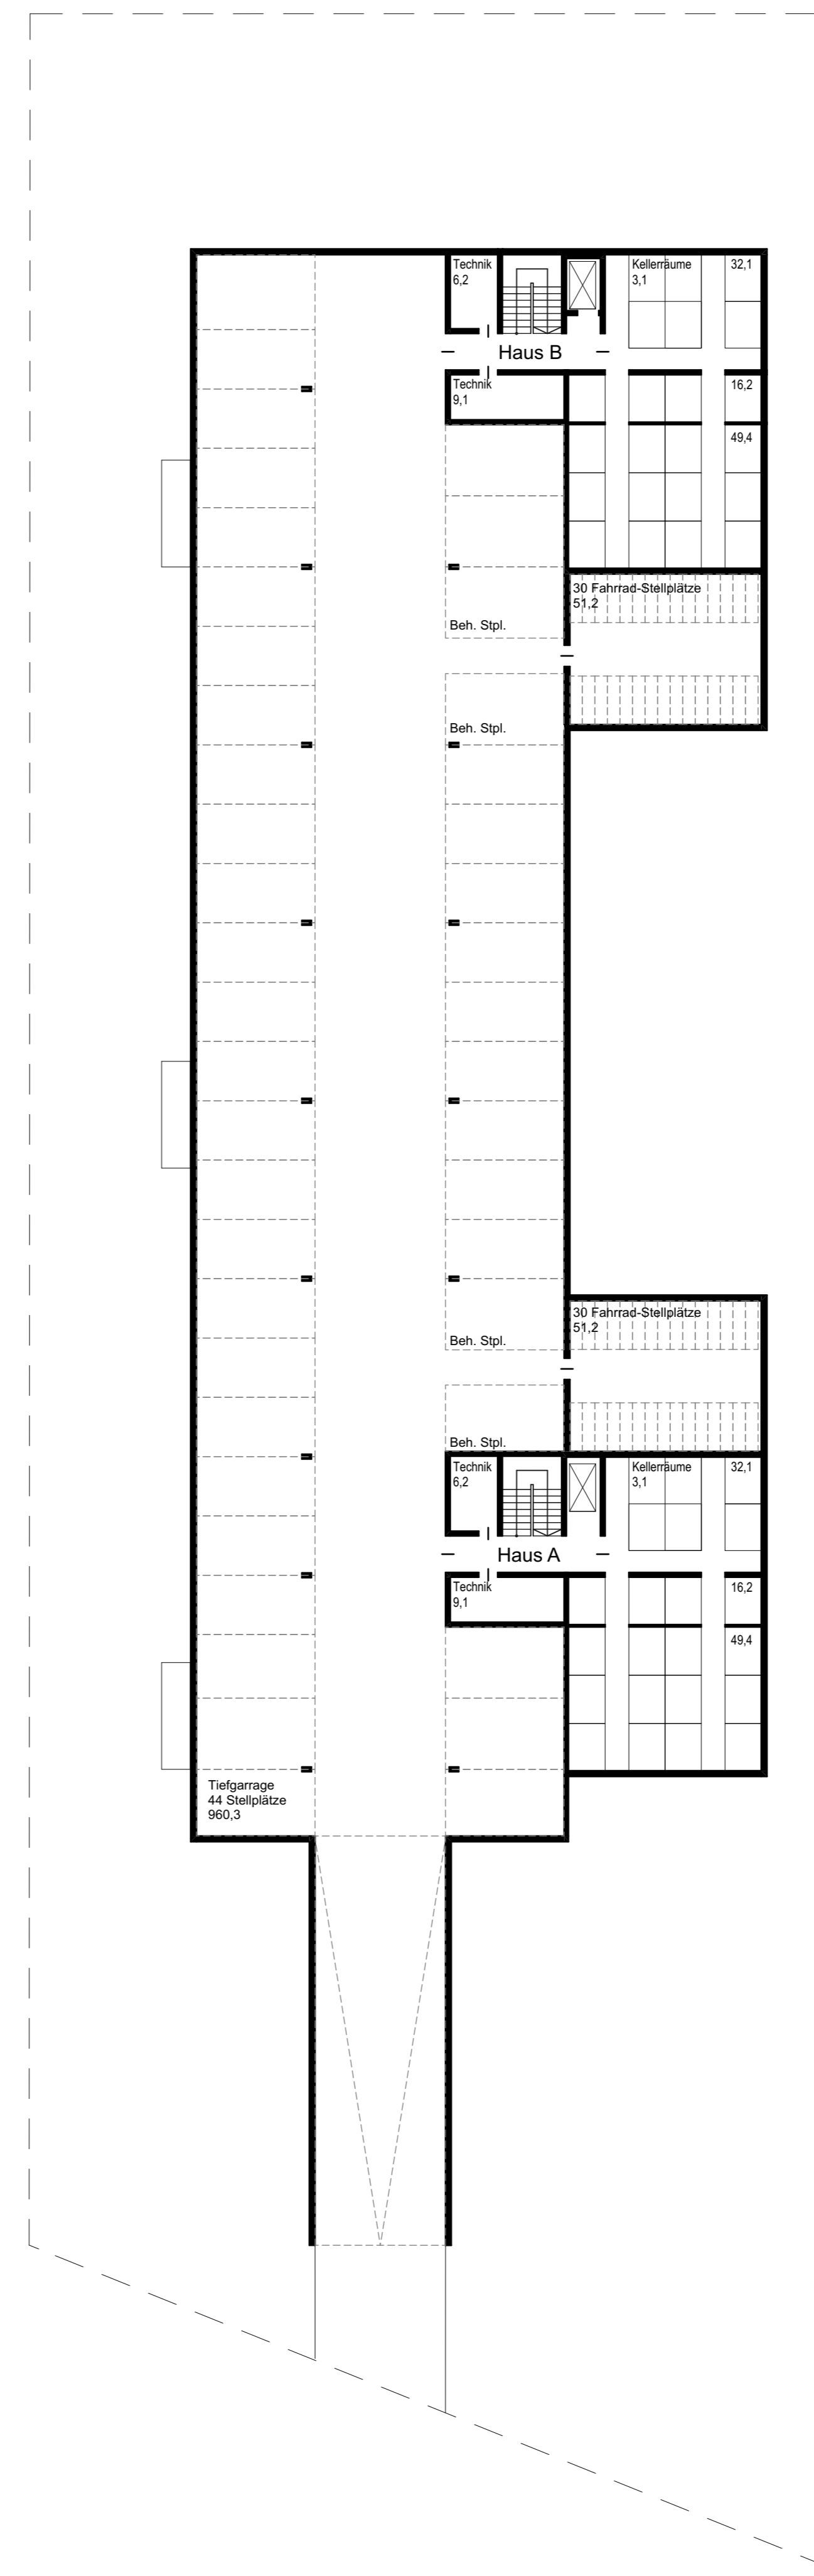 Technik
6,2
Kellerräume
3,1
32,1
Haus B
Technik
9,1
16,2
49,4
30 Fahrrad-Stellplätze
51,2
Beh. Stpl.
Beh. Stpl.
30 Fahrrad-Stellplätze
51,2
Beh. Stpl.
Beh. Stpl.
Technik
6,2
Kellerräume
3,1
32,1
Haus A
Technik
9,1
16,2
49,4
Tiefgarrage
44 Stellplätze
960,3